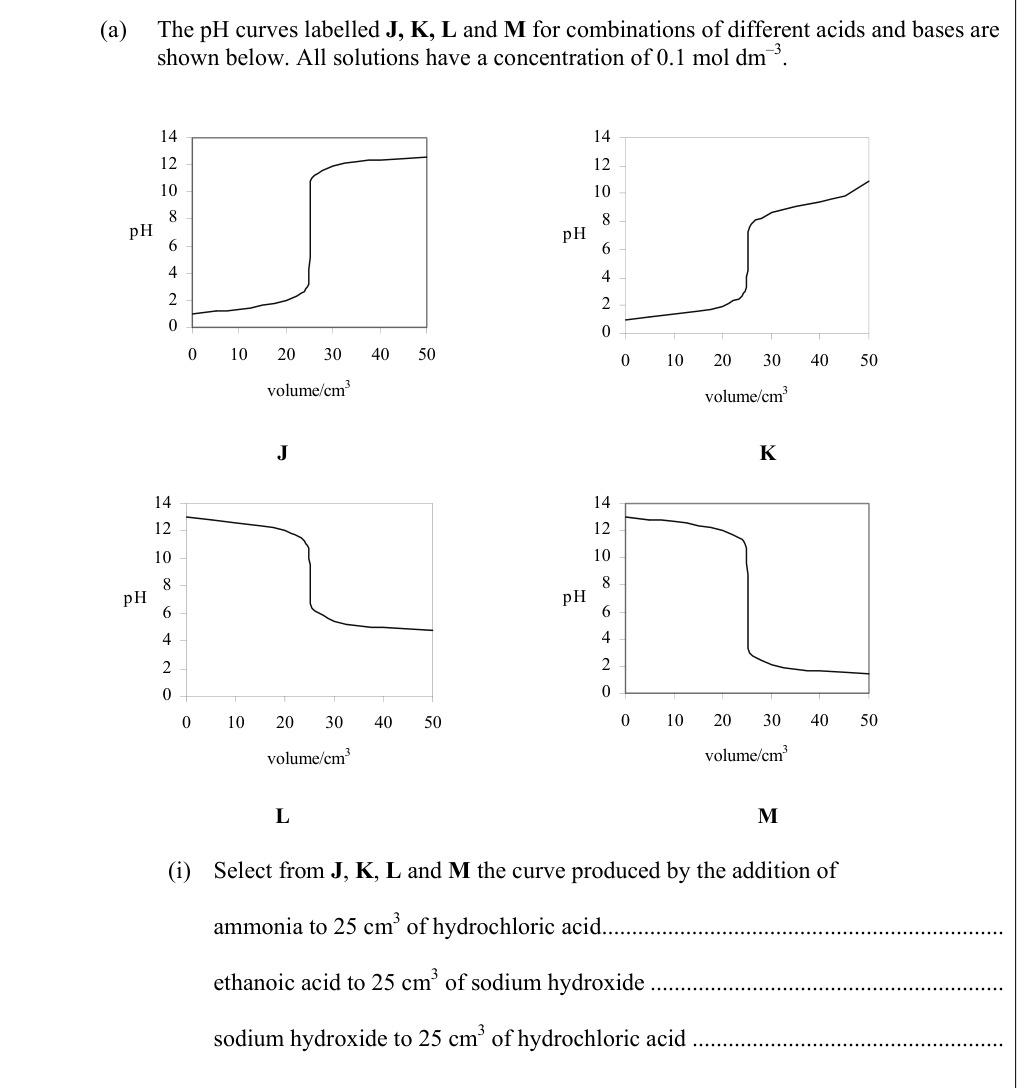 (a) The pH curves labelled J, K, L and M for combinations of different acids and bases are
shown below. All solutions have a concentration of 0.1 mol dm⁻³.
14
12
10
8
pH
6
4
2
0
0 10 20 30 40 50
volume/cm³
J
14
12
10
8
pH
6
4
2
0
0 10 20 30 40 50
volume/cm³
K
14
12
10
8
pH
6
4
2
0
0 10 20 30 40 50
volume/cm³
L
14
12
10
8
pH
6
4
2
0
0 10 20 30 40 50
volume/cm³
M
(i) Select from J, K, L and M the curve produced by the addition of
ammonia to 25 cm³ of hydrochloric acid....................................................................
ethanoic acid to 25 cm³ of sodium hydroxide ............................................................
sodium hydroxide to 25 cm³ of hydrochloric acid .....................................................